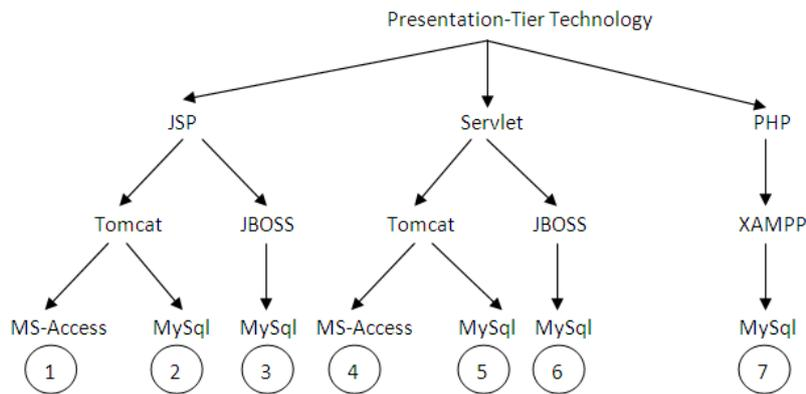 Presentation-Tier Technology
JSP Servlet PHP
Tomcat JBOSS Tomcat JBOSS XAMPP
MS-Access MySql MySql MS-Access MySql MySql MySql
1 2 3 4 5 6 7